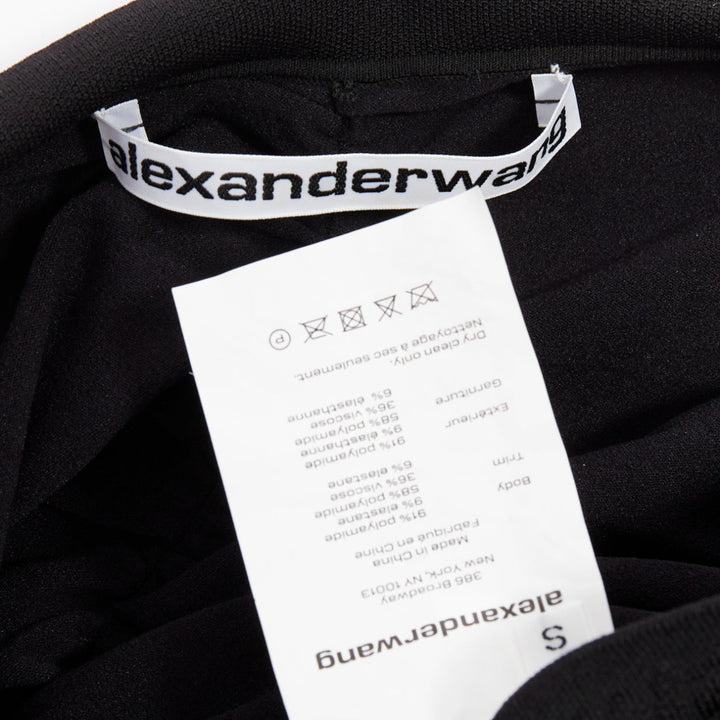 alexanderwang
S
alexanderwang
386 Broadway
New York, NY 10013
Made in China
Fabriqué en Chine
Body
91% polyamide
9% elastane
Trim
58% polyamide
36% viscose
6% elastane
Extérieur
91% polyamide
9% élasthanne
Garniture
58% polyamide
36% viscose
6% élasthanne
Dry clean only.
Nettoyage à sec seulement.
P